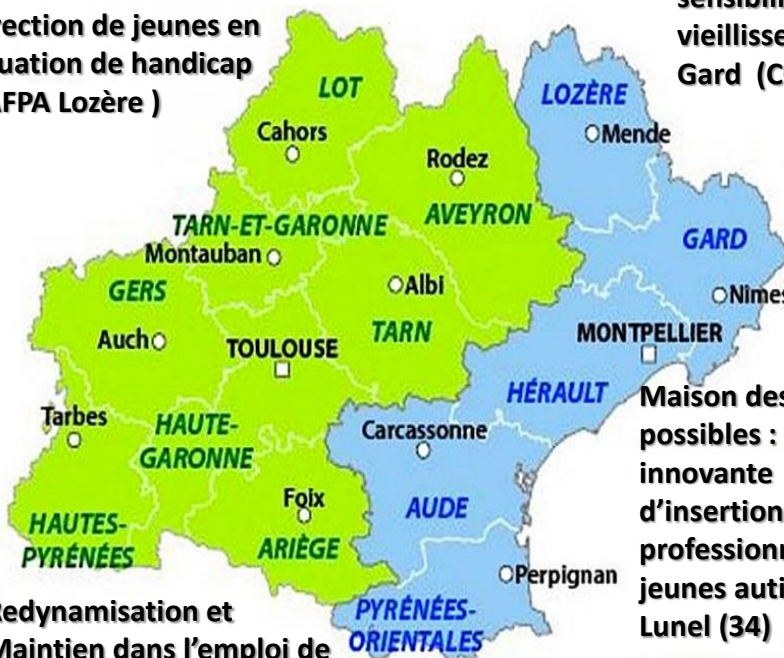 rection de jeunes en
uation de handicap
FPA Lozère )
vieillisse
Gard (C
LOT
Cahors
LOZÈRE
Mende
Rodez
AVEYRON
TARN-ET-GARONNE
Montauban
GARD
GERS
Albi
Nîmes
Auch
TOULOUSE
TARN
MONTPELLIER
HÉRAULT
Tarbes
HAUTE-
GARONNE
Carcassonne
Maison des
possibles :
innovante
d’insertion
professionn
jeunes auti
Lunel (34)
Foix
AUDE
HAUTES-
PYRÉNÉES
ARIÈGE
Perpignan
Redynamisation et
Maintien dans l’emploi de
PYRÉNÉES-
ORIENTALES